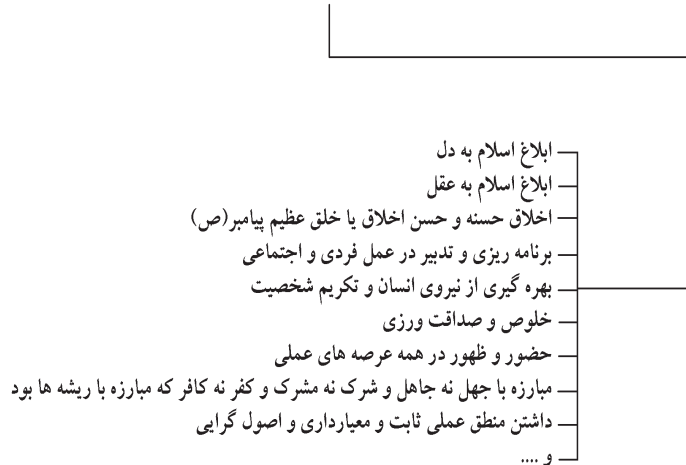 ابلاغ اسلام به دل
ابلاغ اسلام به عقل
اخلاق حسنه و حسن اخلاق یا خلق عظیم پیامبر(ص)
برنامه ریزی و تدبیر در عمل فردی و اجتماعی
بهره گیری از نیروی انسان و تکریم شخصیت
خلوص و صداقت ورزی
حضور و ظهور در همه عرصه های عملی
مبارزه با جهل نه جاهل و شرک نه مشرک و کفر نه کافر که مبارزه با ریشه ها بود
داشتن منطق عملی ثابت و معیارداری و اصول گرایی
و ....